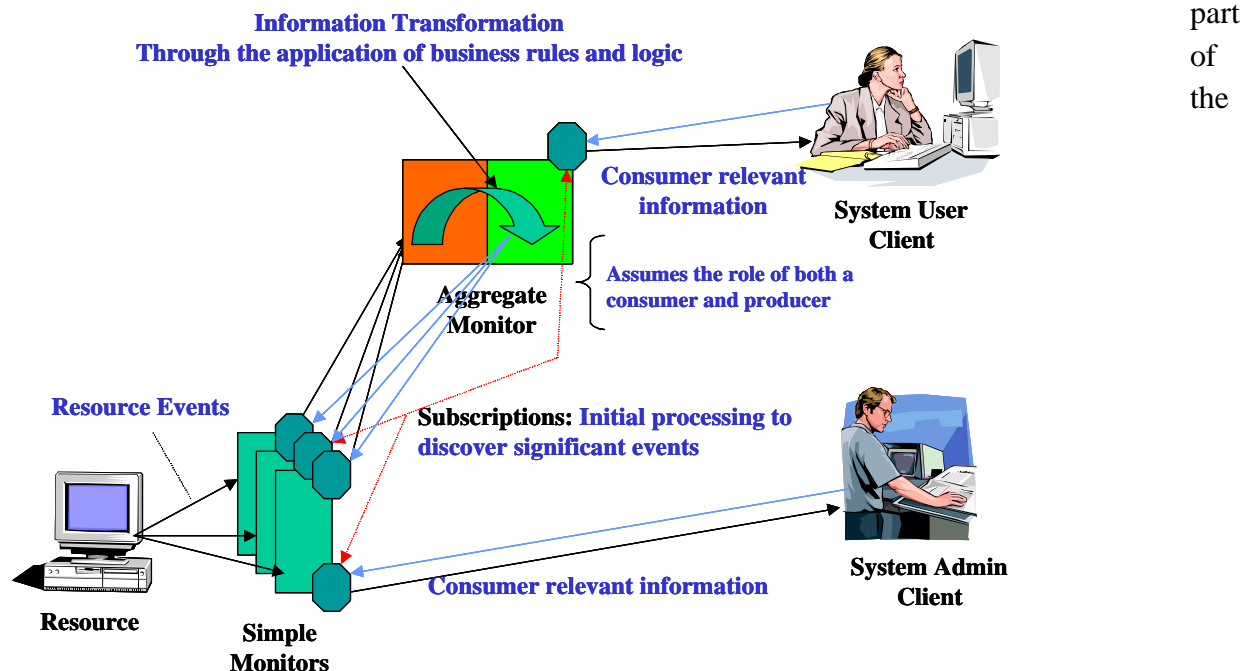 Information Transformation
Through the application of business rules and logic
part
of
the
Consumer relevant
information
System User
Client
Assumes the role of both a
consumer and producer
Aggregate
Monitor
Resource Events
Subscriptions: Initial processing to
discover significant events
Consumer relevant information
System Admin
Client
Resource
Simple
Monitors